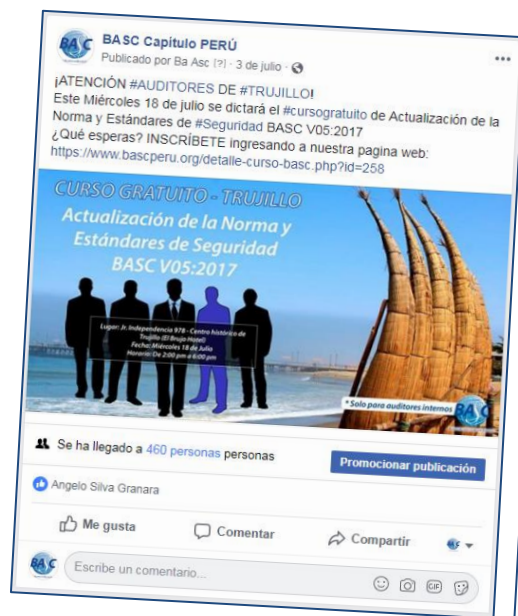 BASC Capítulo PERÚ
Publicado por Ba Asc [?] · 3 de julio ·
¡ATENCIÓN #AUDITORES DE #TRUJILLO!
Este Miércoles 18 de julio se dictará el #cursogratuito de Actualización de la
Norma y Estándares de #Seguridad BASC V05:2017
¿Qué esperas? INSCRÍBETE ingresando a nuestra pagina web:
https://www.bascperu.org/detalle-curso-basc.php?id=258
CURSO GRATUITO - TRUJILLO
Actualización de la Norma y
Estándares de Seguridad
BASC V05:2017
Lugar: Jr. Independencia 978 - Centro histórico de
Trujillo (El Brujo Hotel)
Fecha: Miércoles 18 de Julio
Horario: De 2:00 pm a 6:00 pm
* Solo para auditores internos
BASC
Se ha llegado a 460 personas personas
Promocionar publicación
Angelo Silva Granara
Me gusta
Comentar
Compartir
BASC
Escribe un comentario...
GIF